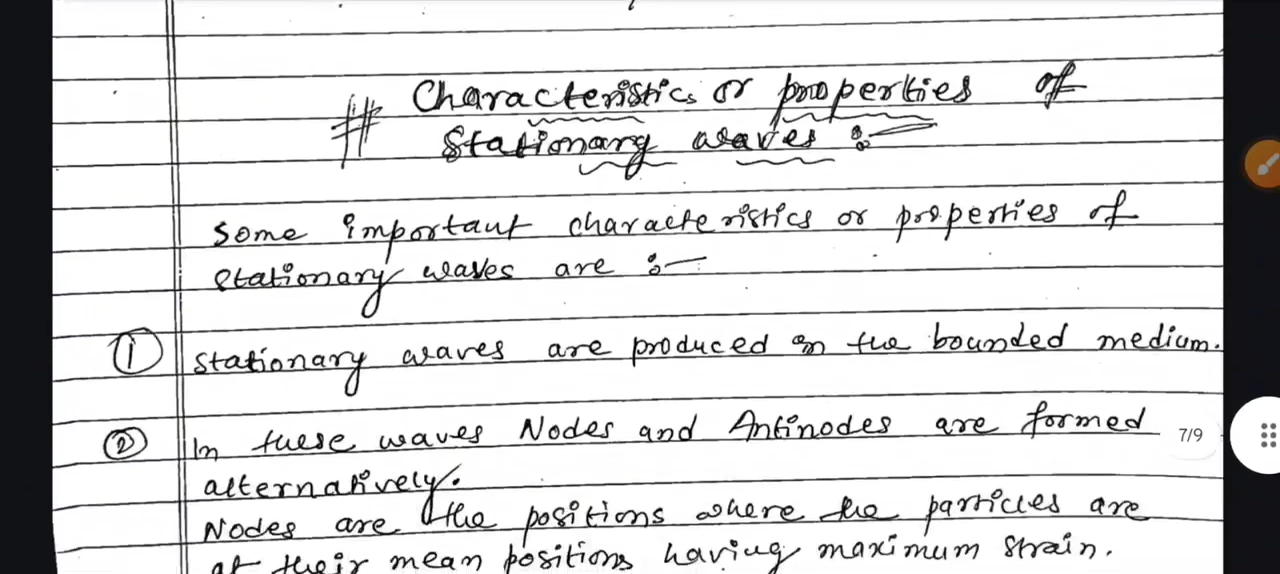 # Characteristics or properties of
Stationary waves :-
Some important characteristics or properties of
stationary waves are :-
① Stationary waves are produced in the bounded medium.
② In these waves Nodes and Antinodes are formed
7/9
alternatively.
Nodes are the positions where the particles are
at their mean positions having maximum strain.